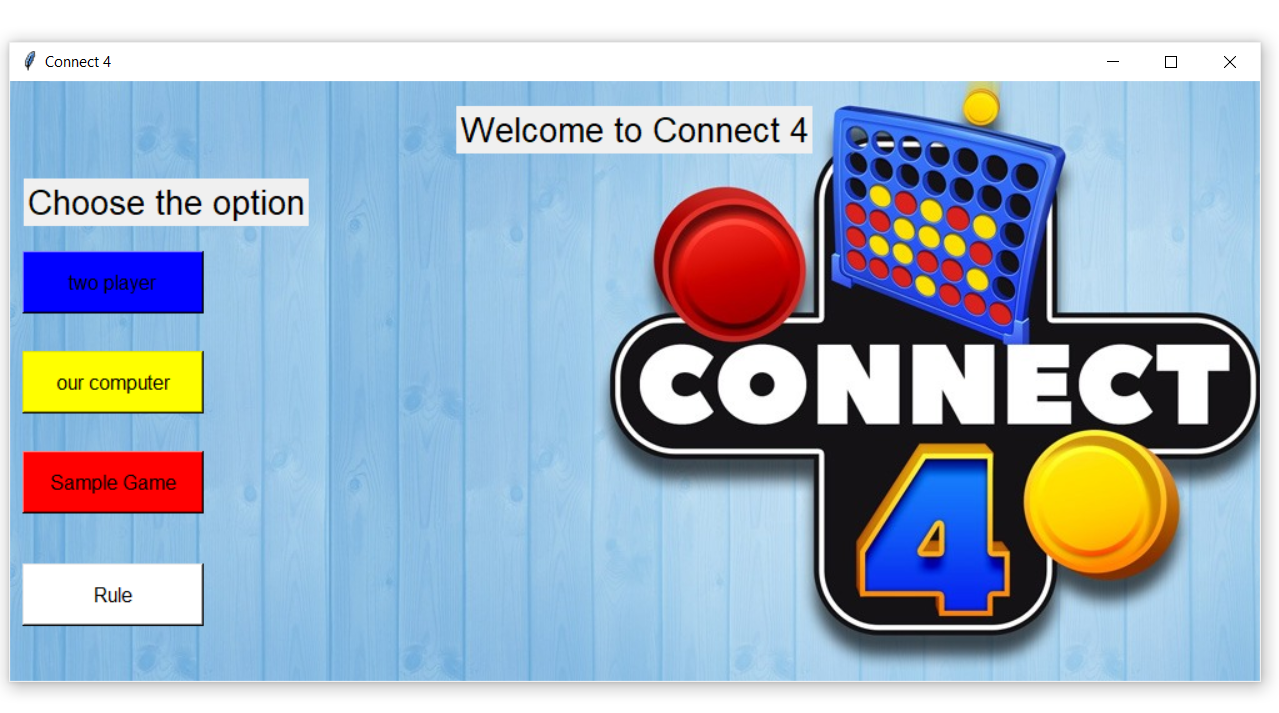 Connect 4
Welcome to Connect 4
Choose the option
two player
our computer
Sample Game
Rule
CONNECT
4